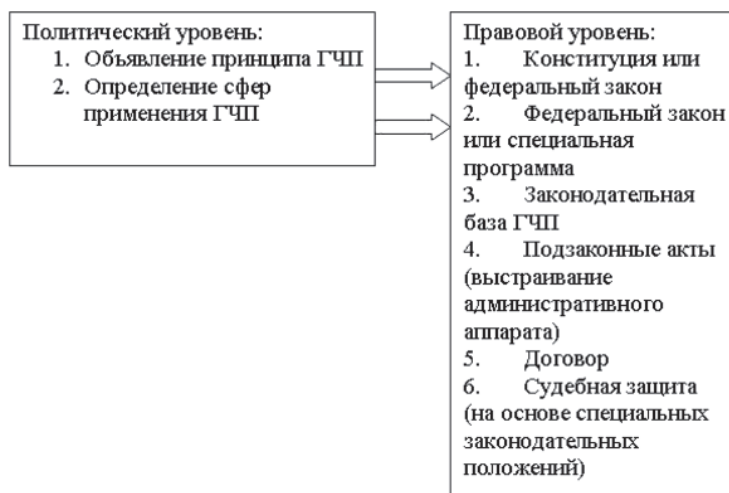 Политический уровень:
1. Объявление принципа ГЧП
2. Определение сфер
применения ГЧП
Правовой уровень:
1. Конституция или
федеральный закон
2. Федеральный закон
или специальная
программа
3. Законодательная
база ГЧП
4. Подзаконные акты
(выстраивание
административного
аппарата)
5. Договор
6. Судебная защита
(на основе специальных
законодательных
положений)